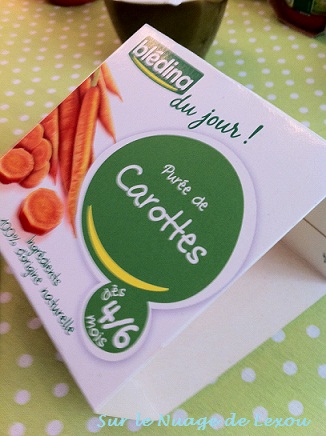 blédina
du jour !
Purée de
Carottes
dès
4/6
mois
Ingrédients
100% d'origine naturelle
Sur le Nuage de Lexou